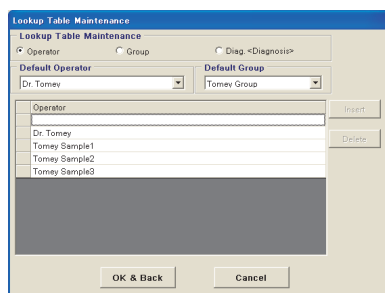 Lookup Table Maintenance
Lookup Table Maintenance
Operator Group Diag. <Diagnosis>
Default Operator Default Group
Dr. Tomey Tomey Group
Operator Insert
Dr. Tomey Delete
Tomey Sample1
Tomey Sample2
Tomey Sample3
OK & Back Cancel